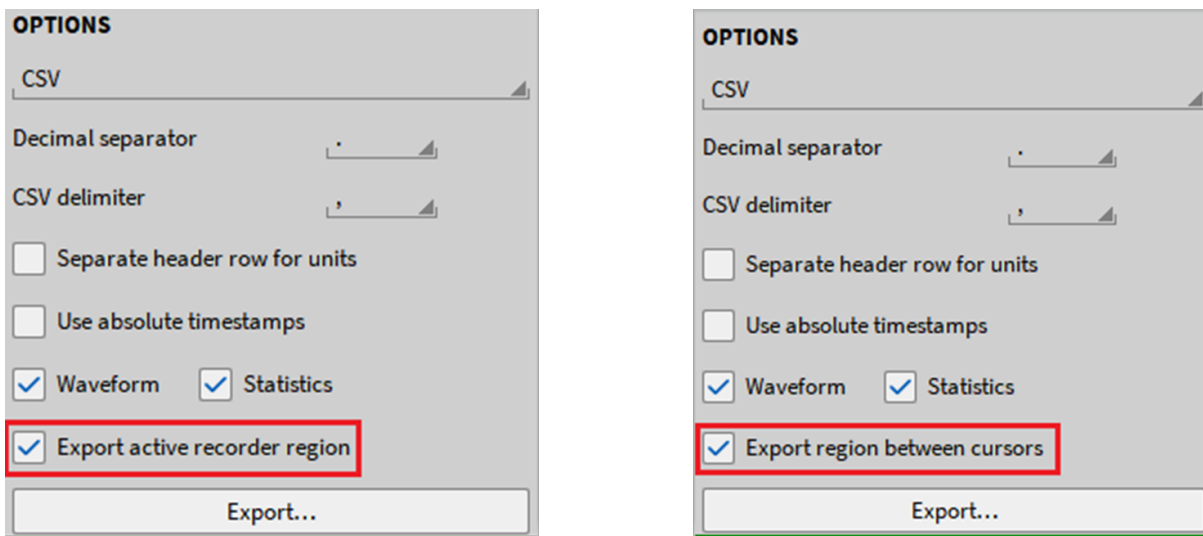 OPTIONS
CSV
Decimal separator .
CSV delimiter ,
Separate header row for units
Use absolute timestamps
Waveform Statistics
Export active recorder region
Export...
OPTIONS
CSV
Decimal separator .
CSV delimiter ,
Separate header row for units
Use absolute timestamps
Waveform Statistics
Export region between cursors
Export...